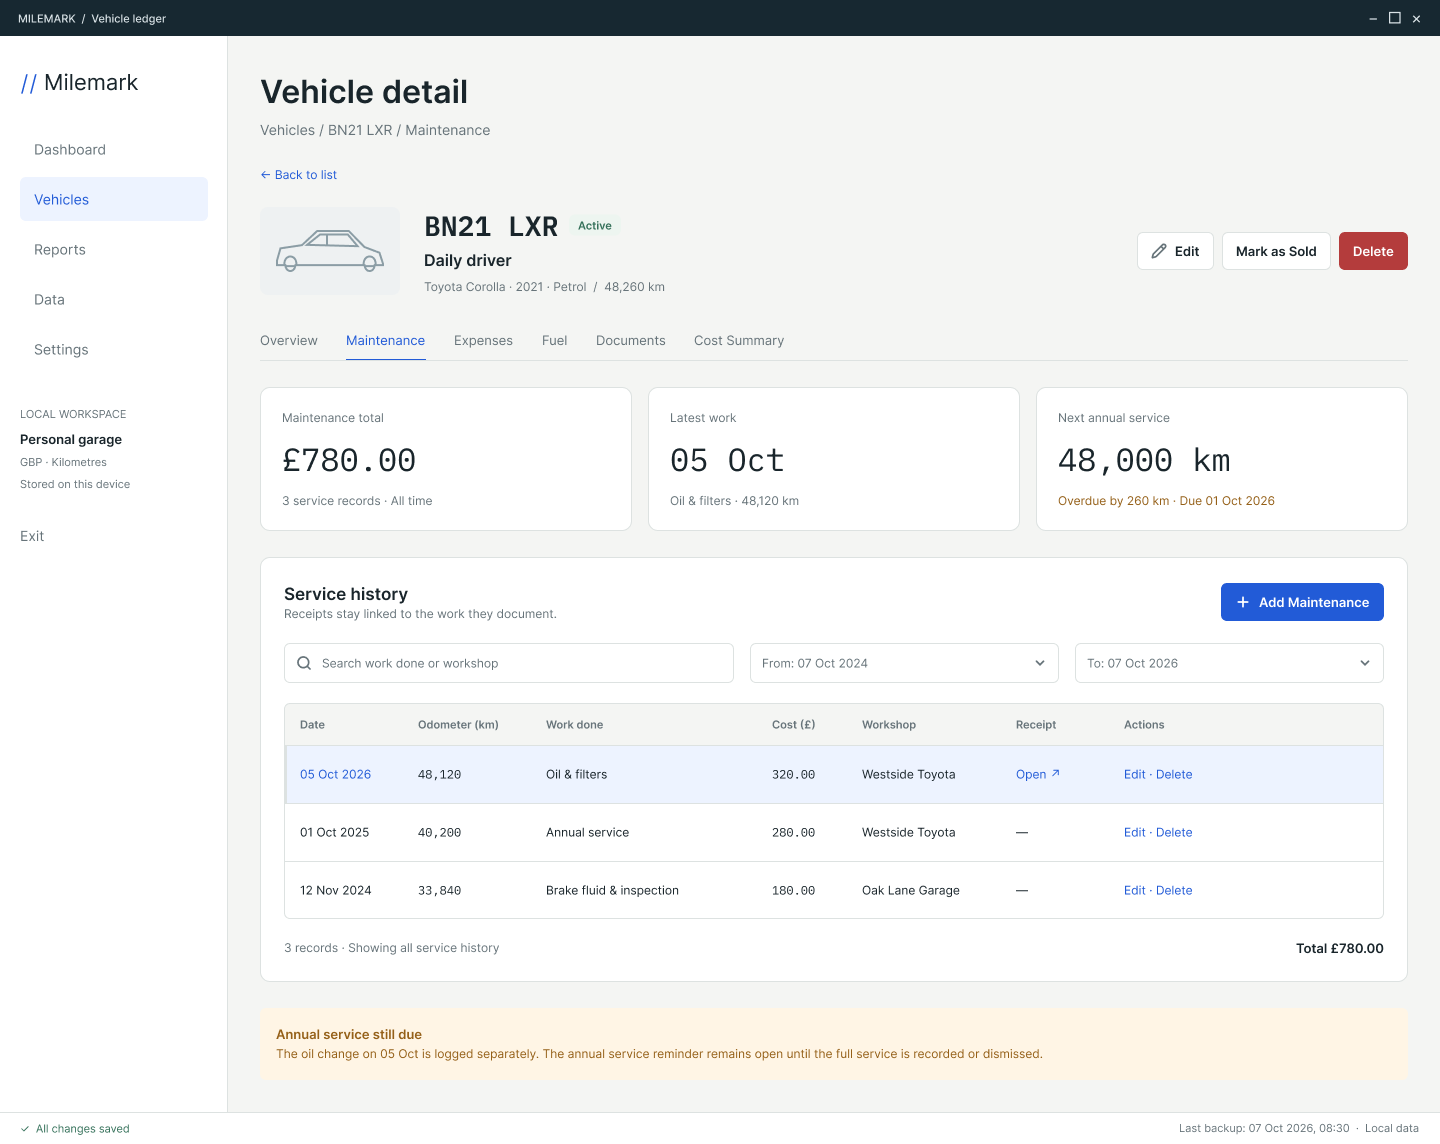 MILEMARK / Vehicle ledger
// Milemark
Dashboard
Vehicles
Reports
Data
Settings
LOCAL WORKSPACE
Personal garage
GBP · Kilometres
Stored on this device
Exit
Vehicle detail
Vehicles / BN21 LXR / Maintenance
← Back to list
BN21 LXR Active
Daily driver
Toyota Corolla · 2021 · Petrol / 48,260 km
Edit Mark as Sold Delete
Overview Maintenance Expenses Fuel Documents Cost Summary
Maintenance total
£780.00
3 service records · All time
Latest work
05 Oct
Oil & filters · 48,120 km
Next annual service
48,000 km
Overdue by 260 km · Due 01 Oct 2026
Service history
Receipts stay linked to the work they document.
+ Add Maintenance
Search work done or workshop
From: 07 Oct 2024
To: 07 Oct 2026
Date Odometer (km) Work done Cost (£) Workshop Receipt Actions
05 Oct 2026 48,120 Oil & filters 320.00 Westside Toyota Open ↗ Edit · Delete
01 Oct 2025 40,200 Annual service 280.00 Westside Toyota — Edit · Delete
12 Nov 2024 33,840 Brake fluid & inspection 180.00 Oak Lane Garage — Edit · Delete
3 records · Showing all service history
Total £780.00
Annual service still due
The oil change on 05 Oct is logged separately. The annual service reminder remains open until the full service is recorded or dismissed.
✓ All changes saved
Last backup: 07 Oct 2026, 08:30 · Local data